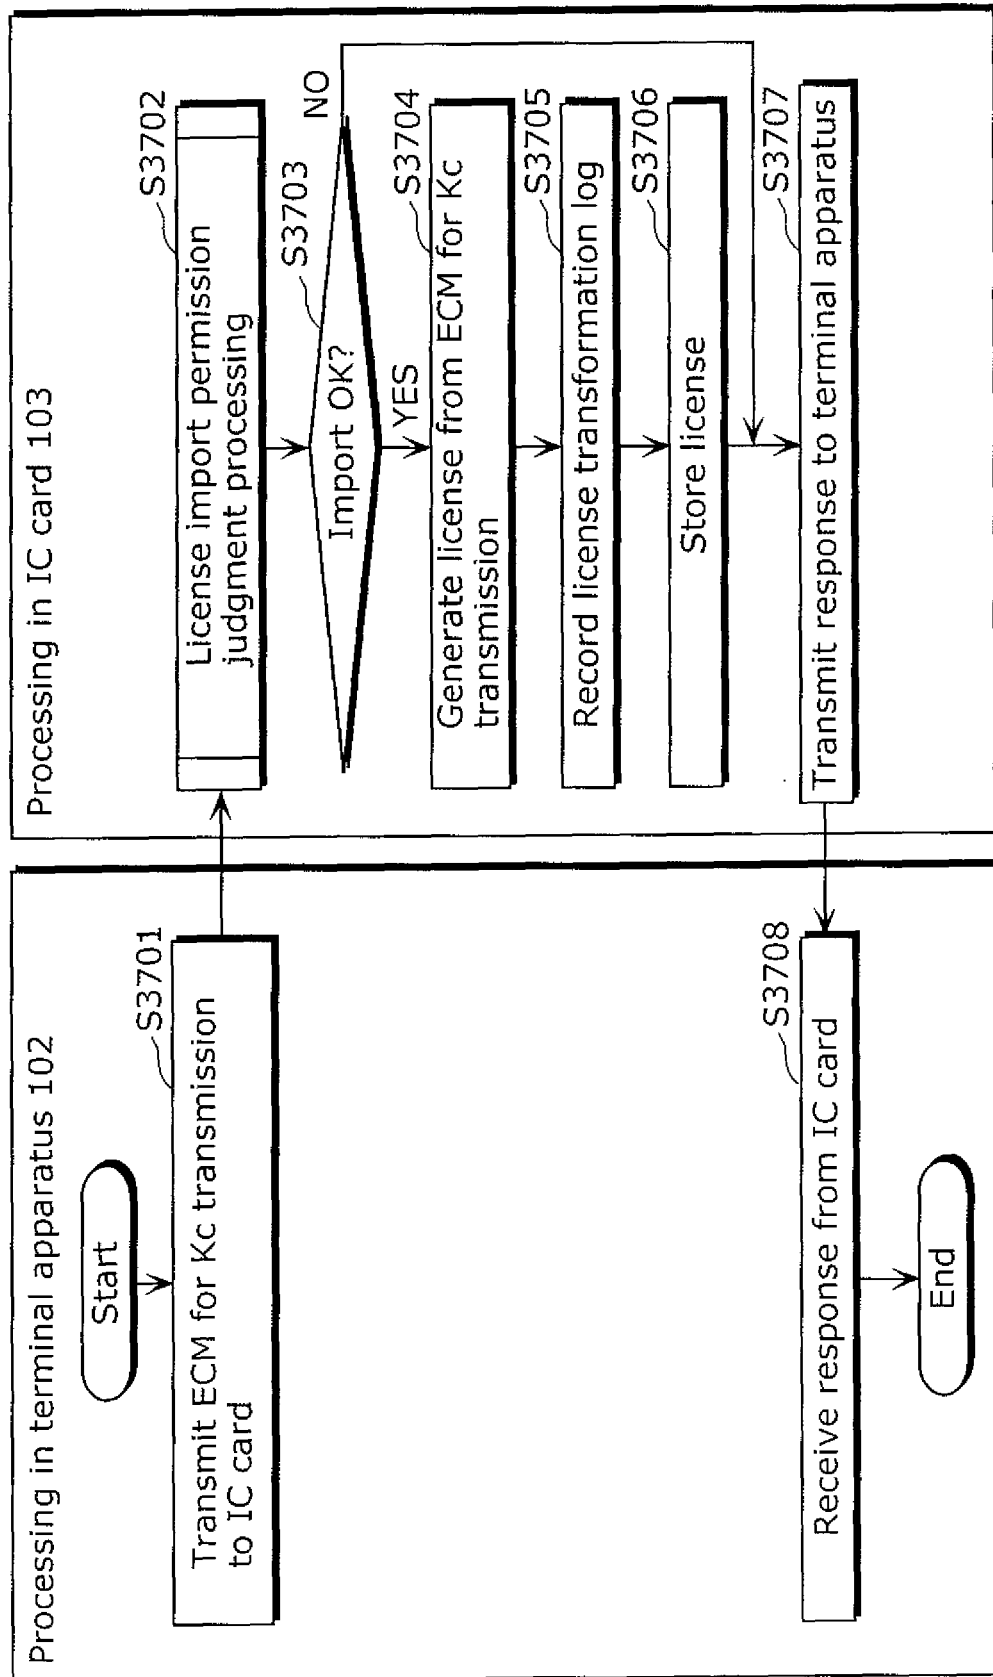 Processing in terminal apparatus 102
Start
S3701
Transmit ECM for Kc transmission
to IC card
S3708
Receive response from IC card
End
Processing in IC card 103
S3702
License import permission
judgment processing
S3703
Import OK?
NO
YES
S3704
Generate license from ECM for Kc
transmission
S3705
Record license transformation log
S3706
Store license
S3707
Transmit response to terminal apparatus